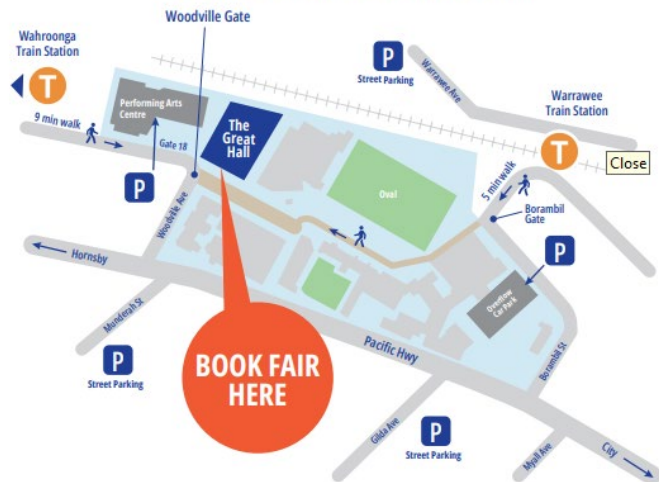 Woodville Gate
Wahroonga
Train Station
T
P
Street Parking
Warrawee Ave
Warrawee
Train Station
T
Close
Performing Arts
Centre
The
Great
Hall
9 min walk
Gate 18
P
Oval
5 min walk
Borambil
Gate
P
Woodville Ave
Hornsby
Overflow
Car Park
Munderah St
P
Street Parking
BOOK FAIR
HERE
Pacific Hwy
Borambil St
Gilda Ave
P
Street Parking
Myall Ave
City